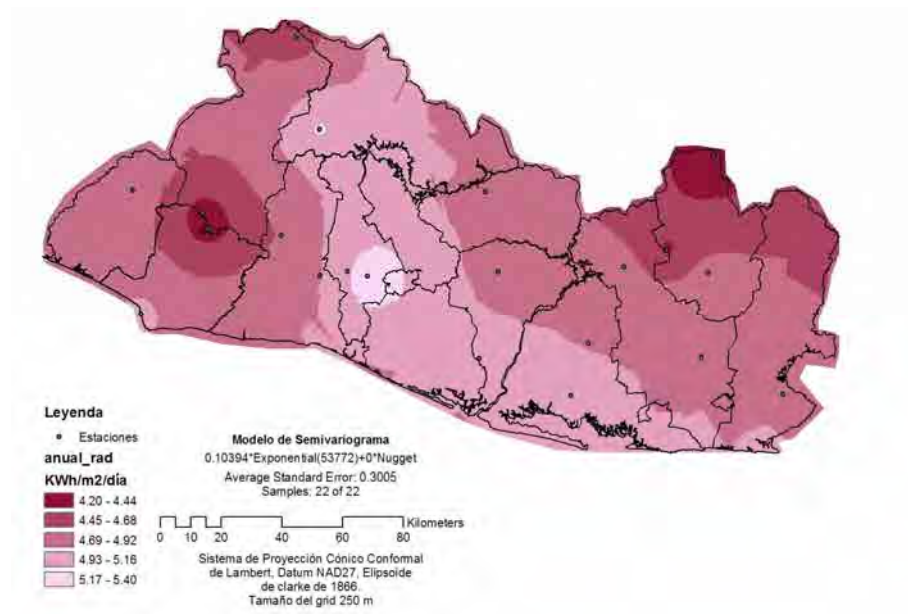 Leyenda
Estaciones
anual_rad
KWh/m2/día
4.20 - 4.44
4.45 - 4.68
4.69 - 4.92
4.93 - 5.16
5.17 - 5.40
Modelo de Semivariograma
0.10394*Exponential(53772)+0*Nugget
Average Standard Error: 0.3005
Samples: 22 of 22
Kilometers
0 10 20 40 60 80
Sistema de Proyección Cónico Conformal
de Lambert, Datum NAD27, Elipsoide
de clarke de 1866.
Tamaño del grid 250 m